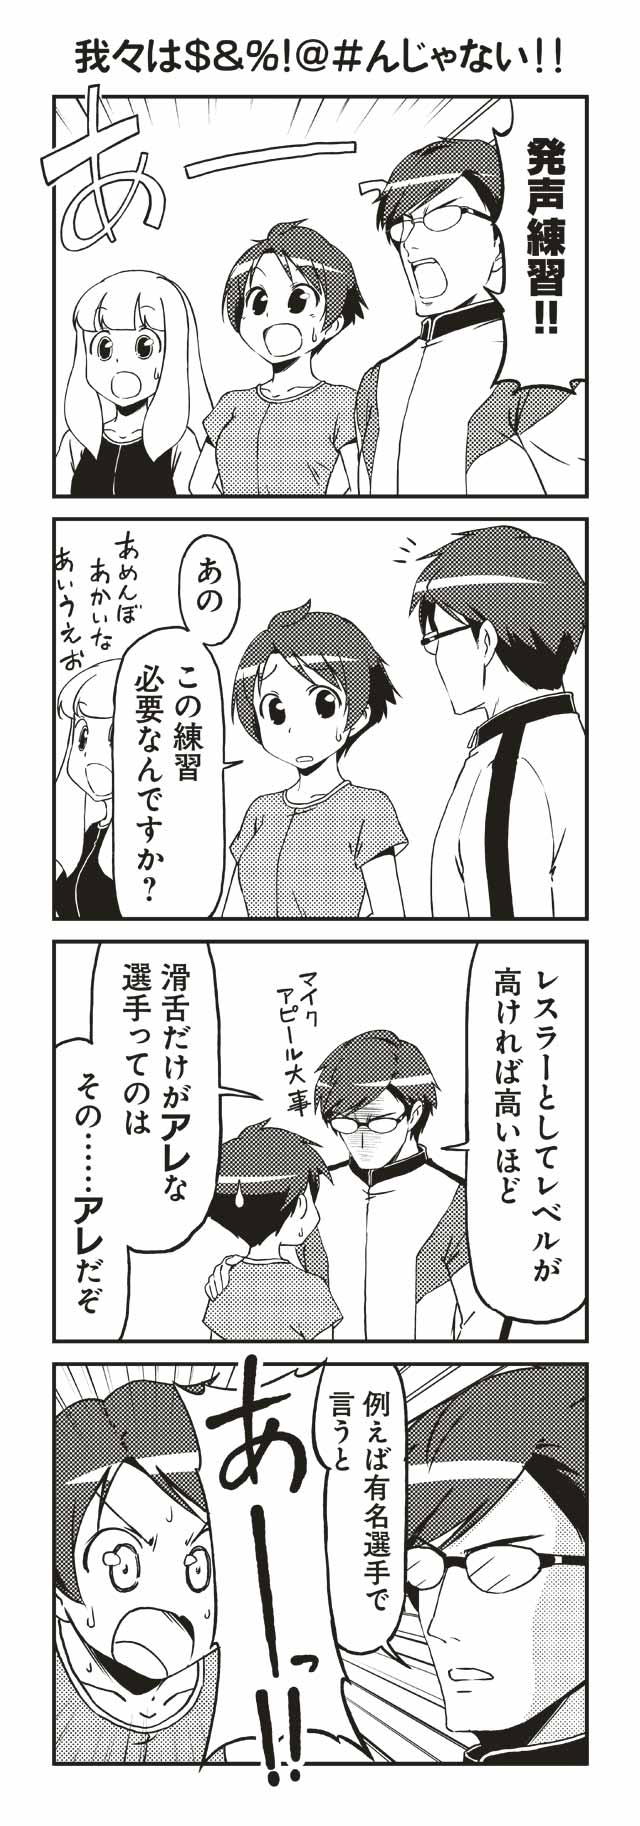 我々は$&%!@#んじゃない!!
発声練習!!
あーー
あの
この練習
必要なんですか?
あめんぼ
あかいな
あいうえお
レスラーとしてレベルが
高ければ高いほど
マイク
アピール大事
滑舌だけがアレな
選手ってのは
その……アレだぞ
例えば有名選手で
言うと
あーーっ!!